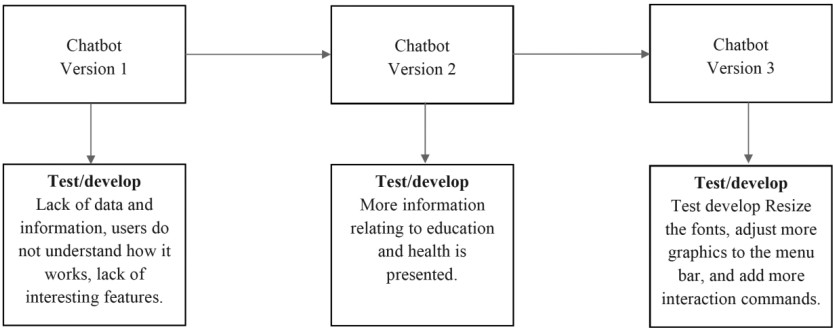 Chatbot
Version 1
Chatbot
Version 2
Chatbot
Version 3
Test/develop
Lack of data and
information, users do
not understand how it
works, lack of
interesting features.
Test/develop
More information
relating to education
and health is
presented.
Test/develop
Test develop Resize
the fonts, adjust more
graphics to the menu
bar, and add more
interaction commands.